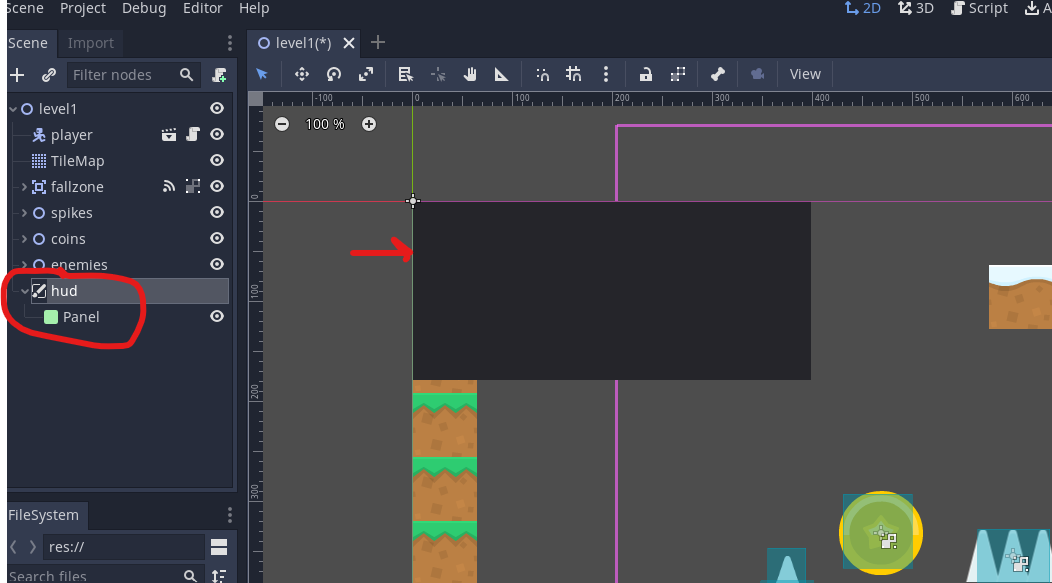 Scene Project Debug Editor Help
2D 3D Script A
Scene Import
level1(*)
Filter nodes
View
-100 0 100 200 300 400 500 600
level1
100 %
player
TileMap
fallzone
0
spikes
coins
enemies
hud
100
Panel
200
300
FileSystem
res://
Search files